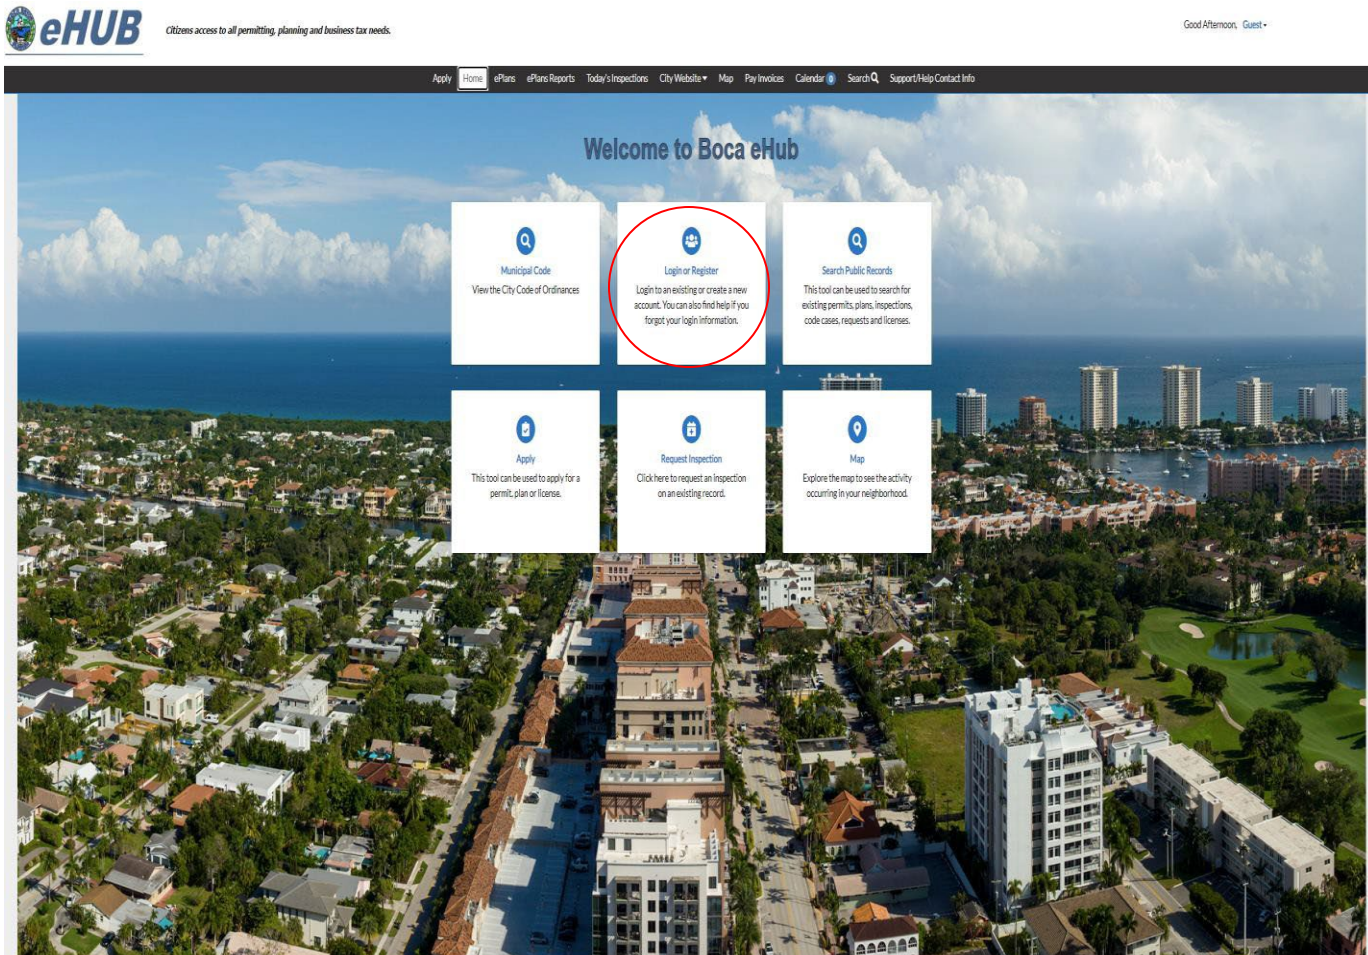 eHUB
Citizens access to all permitting, planning and business tax needs.
Good Afternoon, Guest
Apply Home ePlans ePlans Reports Today's Inspections City Website Map Pay Invoices Calendar 0 Search Support/Help Contact Info
Welcome to Boca eHub
Municipal Code
View the City Code of Ordinances
Login or Register
Login to an existing or create a new
account. You can also find help if you
forgot your login information.
Search Public Records
This tool can be used to search for
existing permits, plans, inspections,
code cases, requests and licenses.
Apply
This tool can be used to apply for a
permit, plan or license.
Request Inspection
Click here to request an inspection
on an existing record.
Map
Explore the map to see the activity
occurring in your neighborhood.